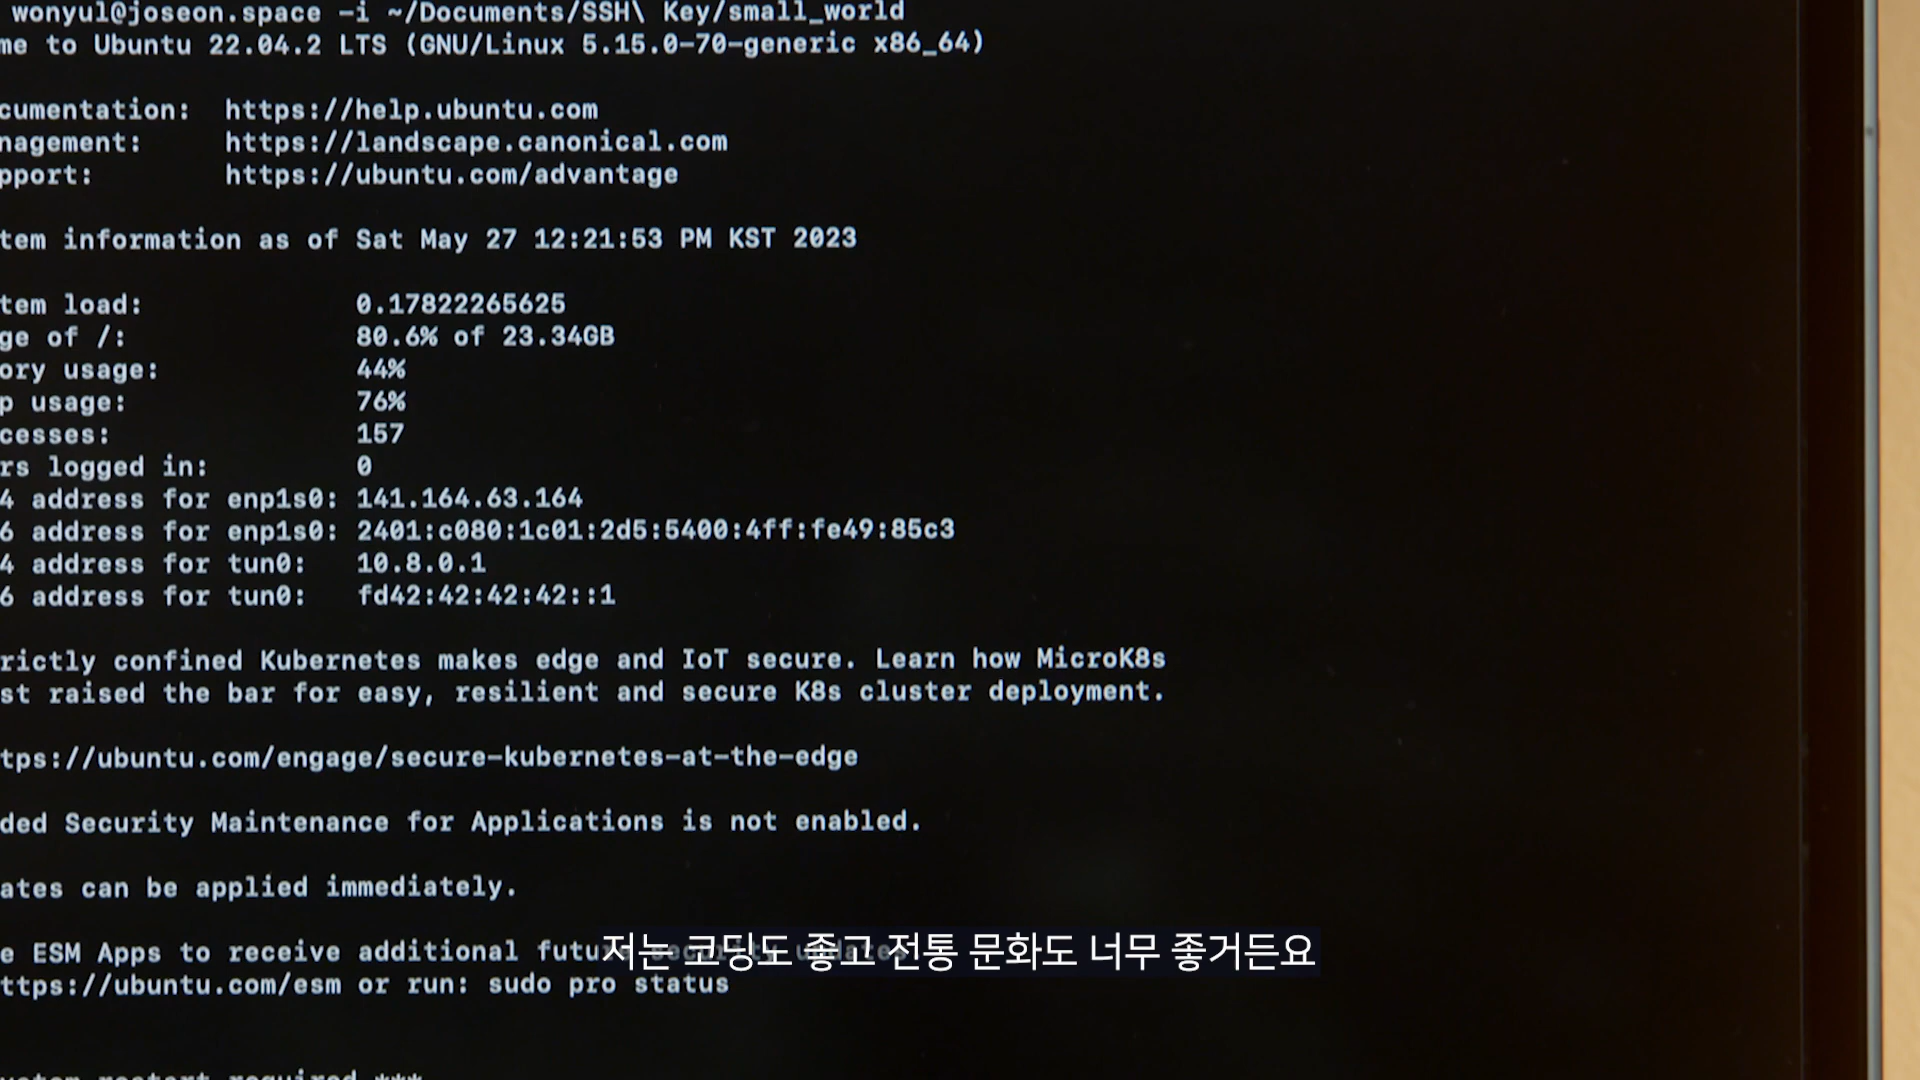 wonyul@joseon.space -i ~/Documents/SSH\ Key/small_world
me to Ubuntu 22.04.2 LTS (GNU/Linux 5.15.0-70-generic x86_64)
cumentation: https://help.ubuntu.com
nagement: https://landscape.canonical.com
pport: https://ubuntu.com/advantage
tem information as of Sat May 27 12:21:53 PM KST 2023
tem load: 0.17822265625
ge of /: 80.6% of 23.34GB
ory usage: 44%
p usage: 76%
cesses: 157
rs logged in: 0
4 address for enp1s0: 141.164.63.164
6 address for enp1s0: 2401:c080:1c01:2d5:5400:4ff:fe49:85c3
4 address for tun0: 10.8.0.1
6 address for tun0: fd42:42:42:42::1
rictly confined Kubernetes makes edge and IoT secure. Learn how MicroK8s
st raised the bar for easy, resilient and secure K8s cluster deployment.
tps://ubuntu.com/engage/secure-kubernetes-at-the-edge
ded Security Maintenance for Applications is not enabled.
ates can be applied immediately.
e ESM Apps to receive additional future security updates.
저는 코딩도 좋고 전통 문화도 너무 좋거든요
ttps://ubuntu.com/esm or run: sudo pro status
ystem restart required ***